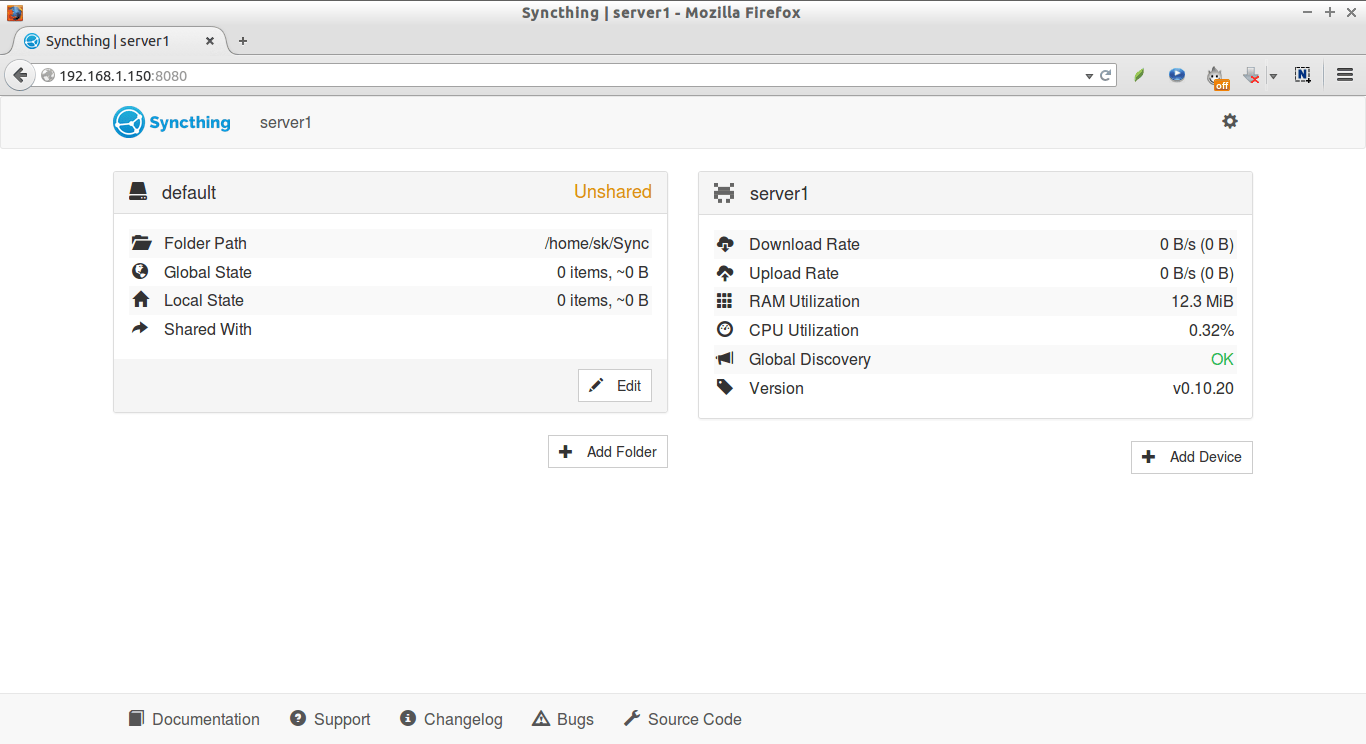 Syncthing | server1 - Mozilla Firefox
Syncthing | server1
192.168.1.150:8080
Syncthing server1
default Unshared
Folder Path /home/sk/Sync
Global State 0 items, ~0 B
Local State 0 items, ~0 B
Shared With
Edit
Add Folder
server1
Download Rate 0 B/s (0 B)
Upload Rate 0 B/s (0 B)
RAM Utilization 12.3 MiB
CPU Utilization 0.32%
Global Discovery OK
Version v0.10.20
Add Device
Documentation Support Changelog Bugs Source Code
off
N